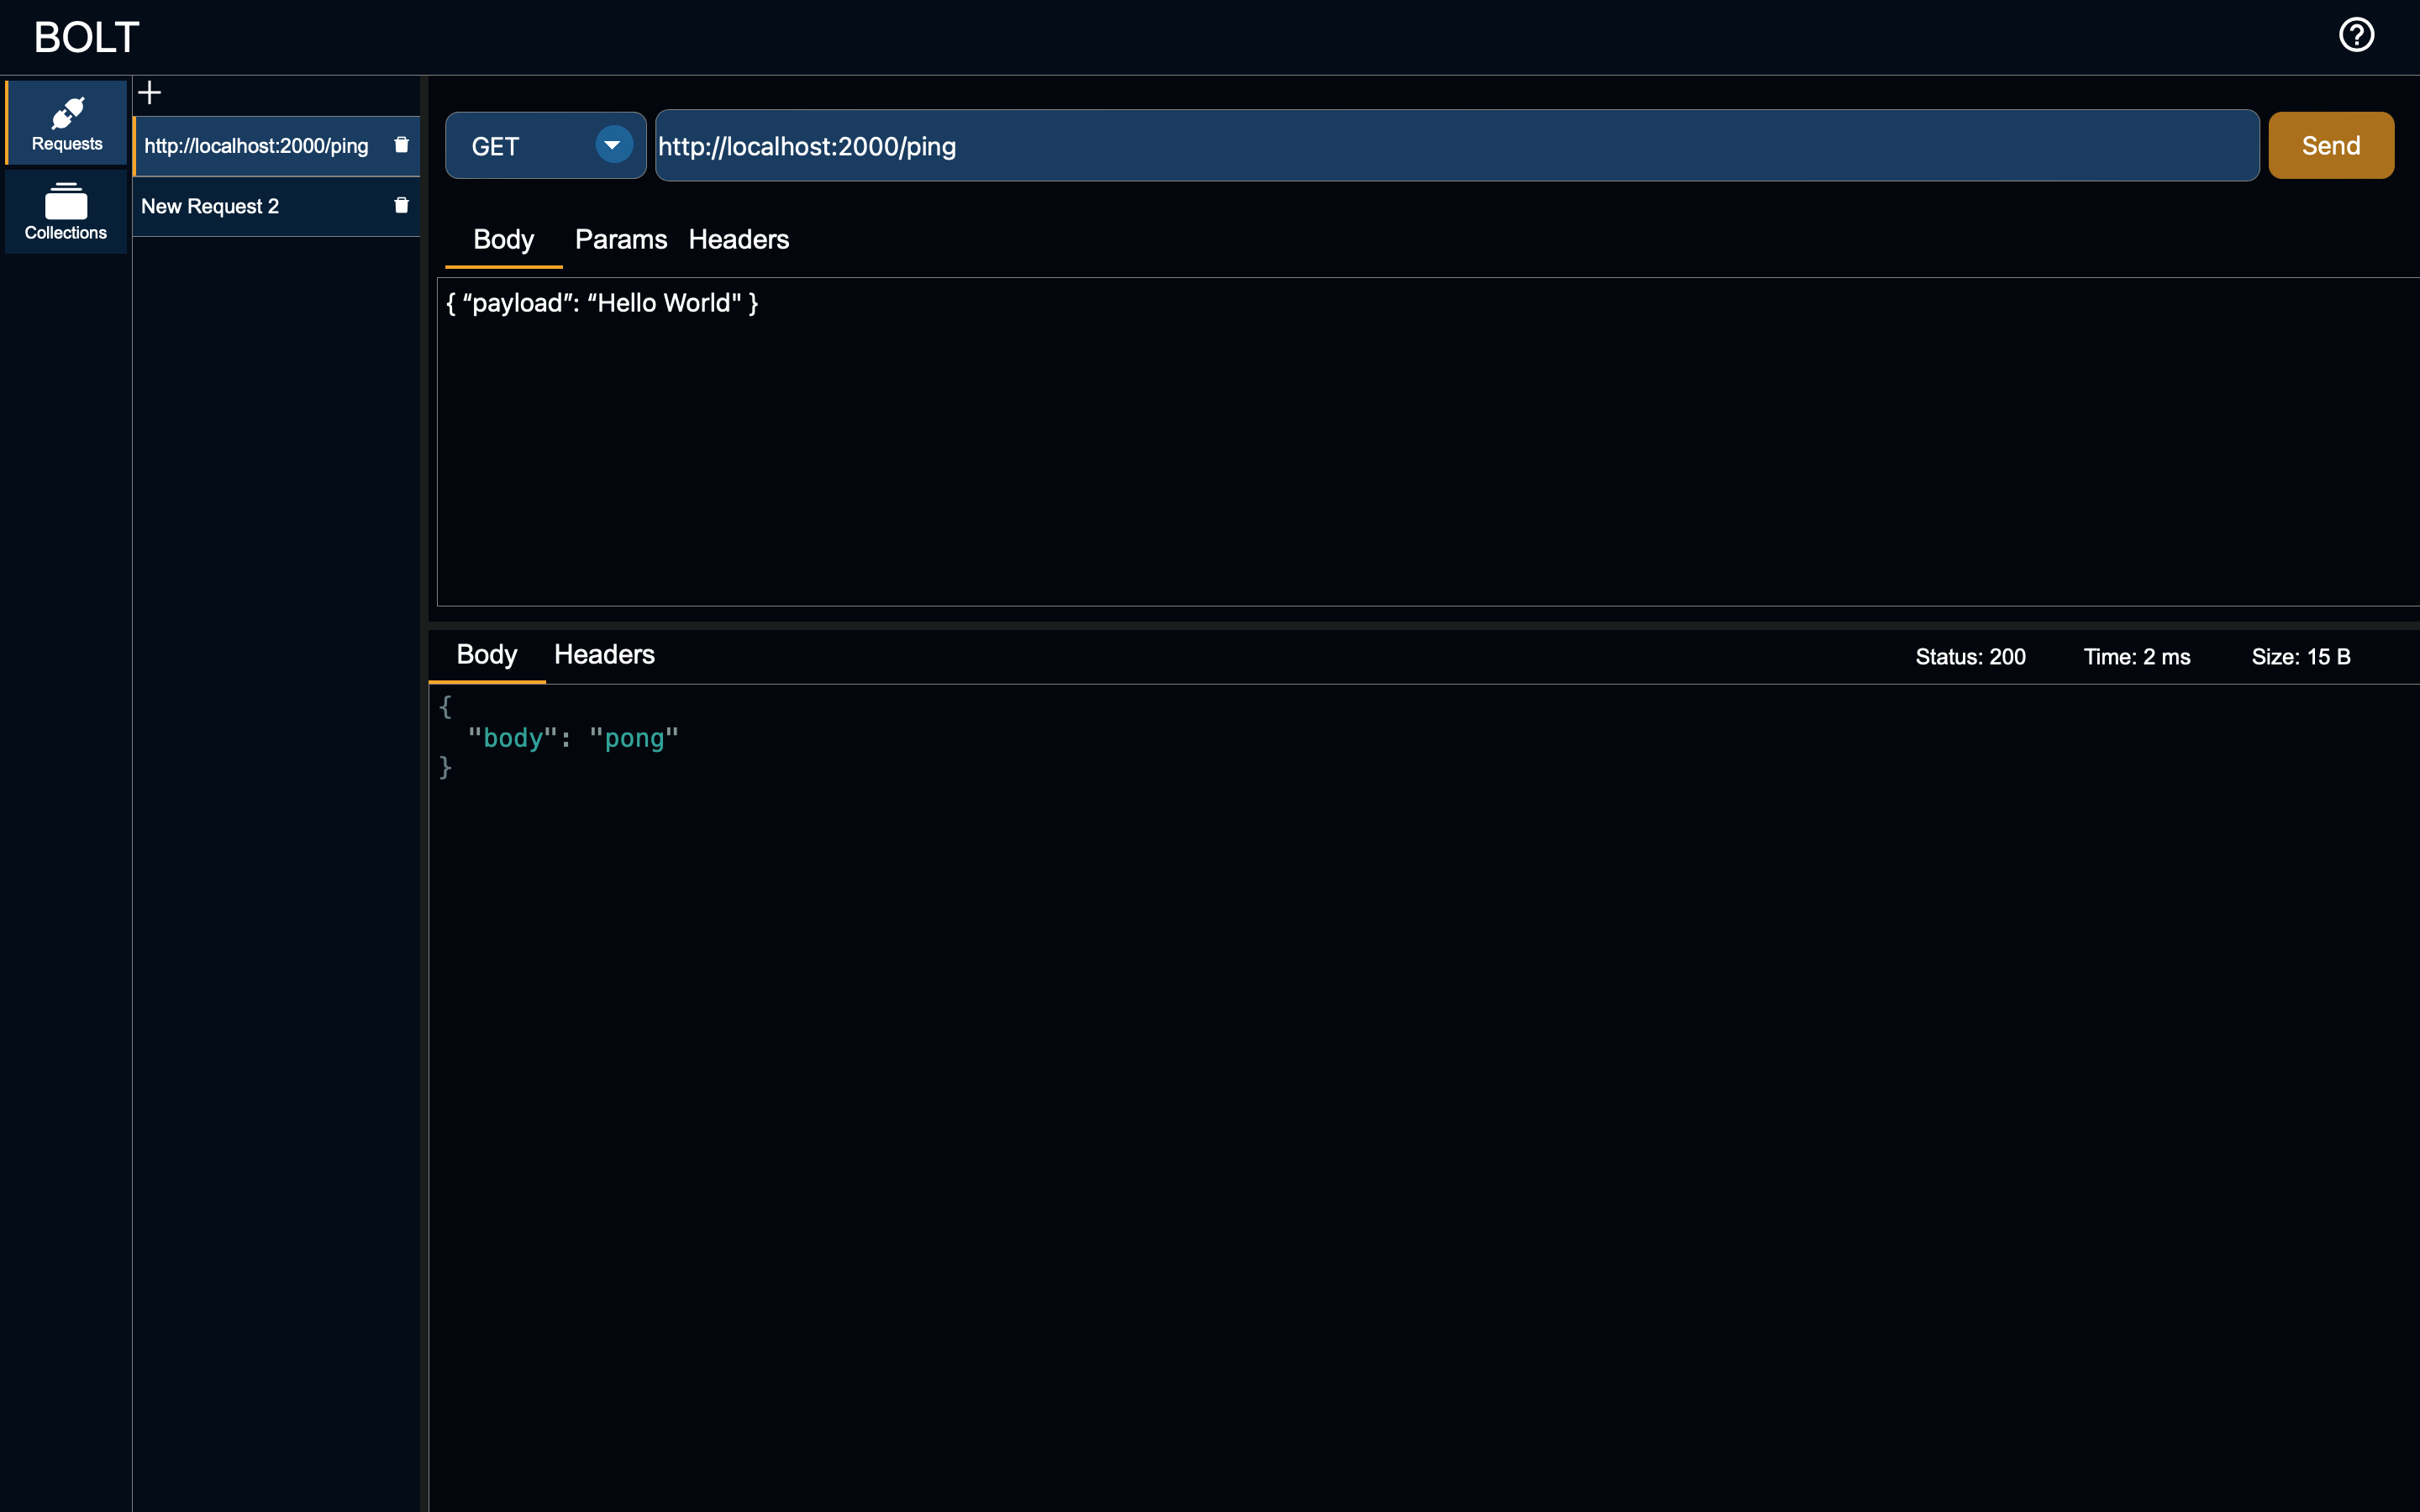 BOLT
Requests
Collections
http://localhost:2000/ping
New Request 2
GET
http://localhost:2000/ping
Send
Body Params Headers
{ “payload”: “Hello World" }
Body Headers Status: 200 Time: 2 ms Size: 15 B
{
"body": "pong"
}